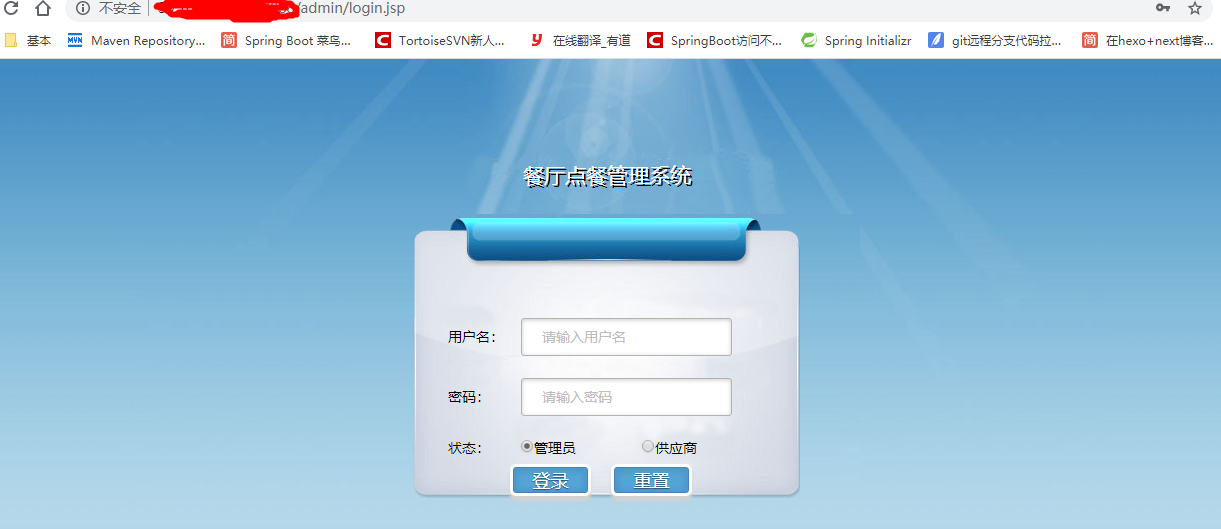 不安全 /admin/login.jsp
基本 Maven Repository... Spring Boot 菜鸟... TortoiseSVN新人... 在线翻译_有道 SpringBoot访问不... Spring Initializr git远程分支代码拉... 在hexo+next博客...
餐厅点餐管理系统
用户名: 请输入用户名
密码: 请输入密码
状态: 管理员 供应商
登录 重置